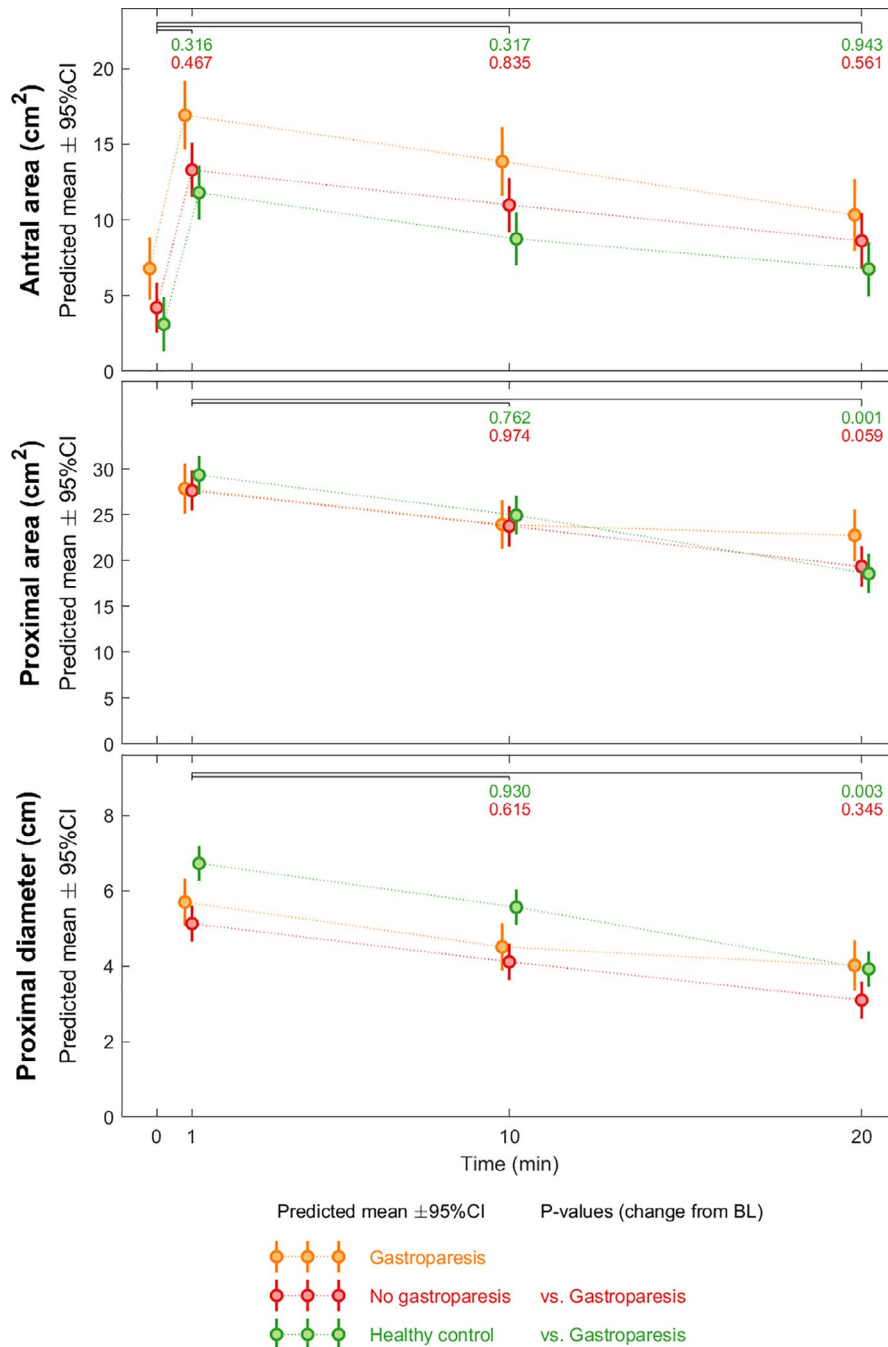 0.316 0.317 0.943
0.467 0.835 0.561
Antral area (cm²)
Predicted mean ± 95%CI
20
15
10
5
0
0.762 0.001
0.974 0.059
Proximal area (cm²)
Predicted mean ± 95%CI
30
25
20
15
10
5
0
0.930 0.003
0.615 0.345
Proximal diameter (cm)
Predicted mean ± 95%CI
8
6
4
2
0
0 1 10 20
Time (min)
Predicted mean ±95%CI P-values (change from BL)
Gastroparesis
No gastroparesis vs. Gastroparesis
Healthy control vs. Gastroparesis